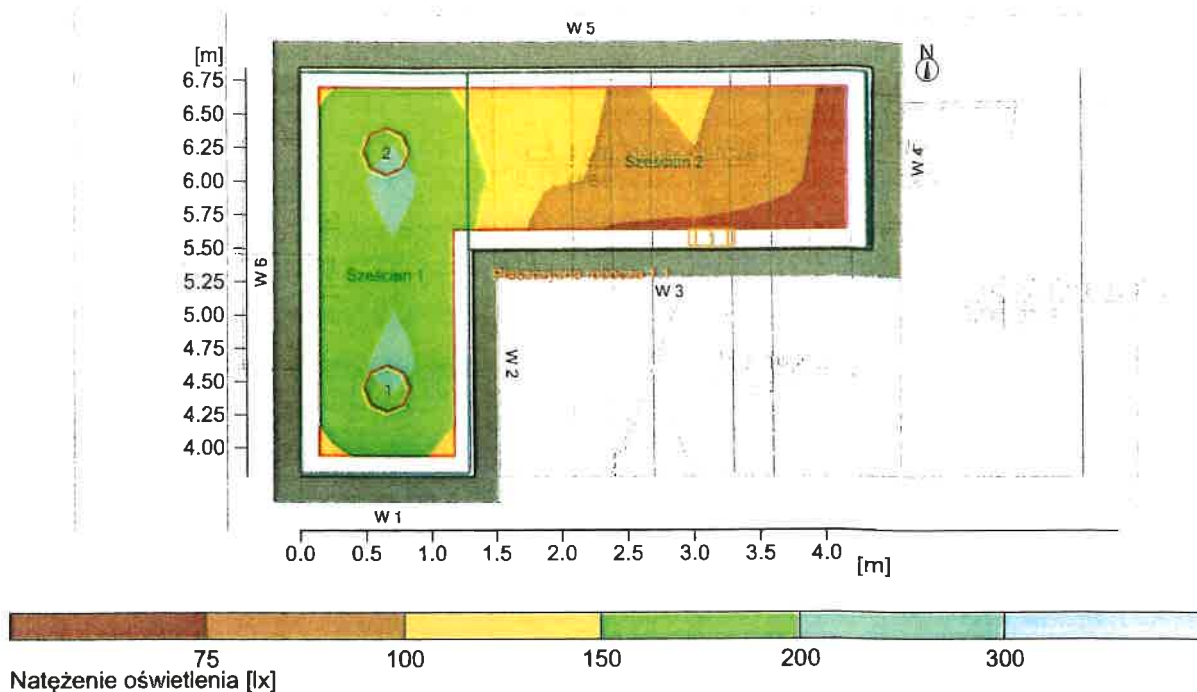 W 5
[m]
N
6.75
6.50
6.25
6.00
5.75
5.50
5.25
5.00
4.75
4.50
4.25
4.00
2
Sześcian 2
W 4
1
Sześcian 1
W 6
W 3
W 2
1
W 1
0.0 0.5 1.0 1.5 2.0 2.5 3.0 3.5 4.0 [m]
75 100 150 200 300
Natężenie oświetlenia [lx]